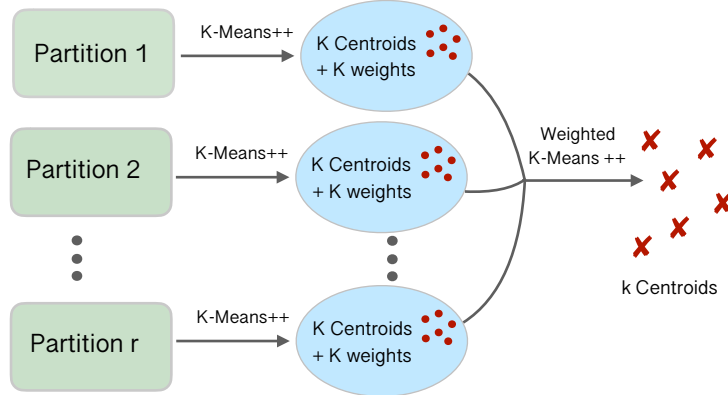 Partition 1
K-Means++
K Centroids
+ K weights
Partition 2
K-Means++
K Centroids
+ K weights
Weighted
K-Means ++
k Centroids
Partition r
K-Means++
K Centroids
+ K weights